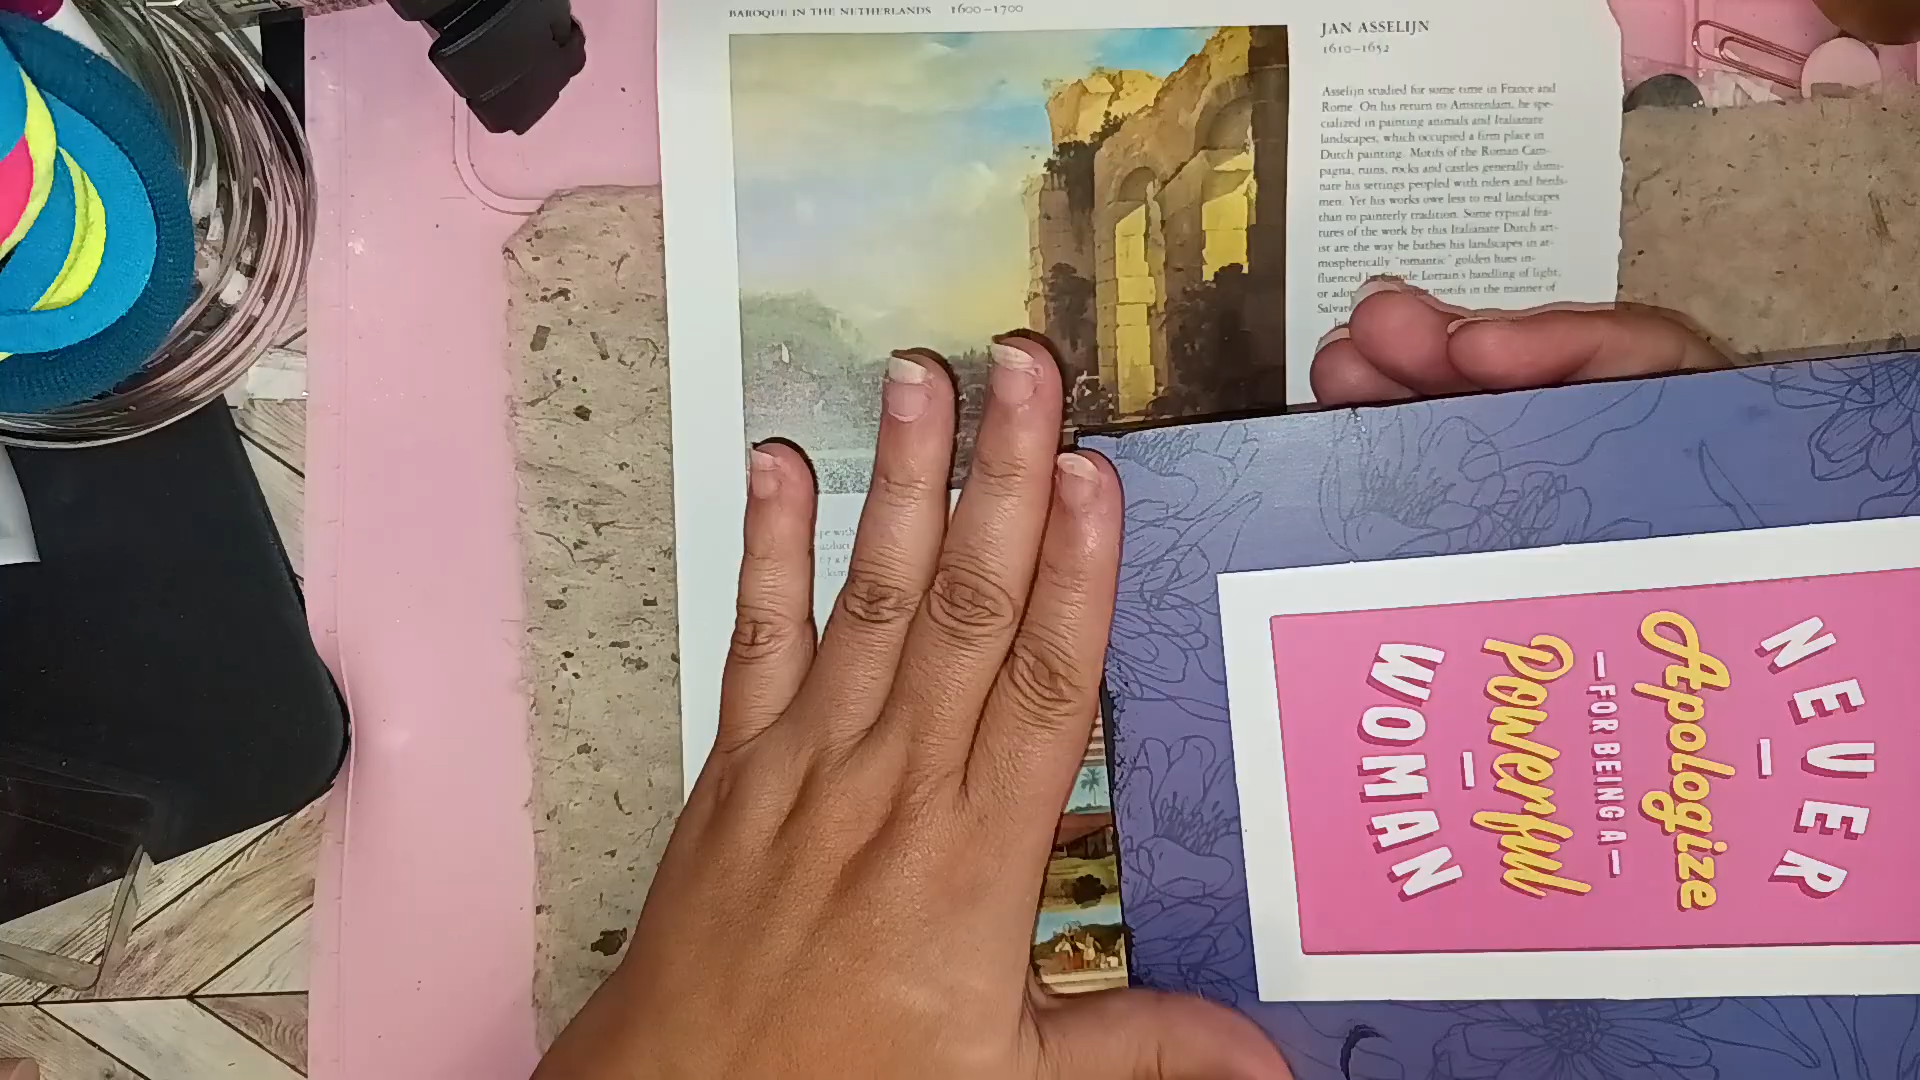 BAROQUE IN THE NETHERLANDS 1600–1700
JAN ASSELIJN
1610–1652
Asselijn studied for some time in France and
Rome. On his return to Amsterdam, he spe-
cialized in painting animals and Italianate
landscapes, which occupied a firm place in
Dutch painting. Motifs of the Roman Cam-
pagna, ruins, rocks and castles generally domi-
nate his settings peopled with riders and herds-
men. Yet his works owe less to real landscapes
than to painterly tradition. Some typical fea-
tures of the work by this Italianate Dutch art-
ist are the way he bathes his landscapes in at-
mospherically "romantic" golden hues in-
fluenced Lorrain's handling of light,
or motifs in the manner of
with
NEVER
Apologize
—FOR BEING A—
Powerful
WOMAN